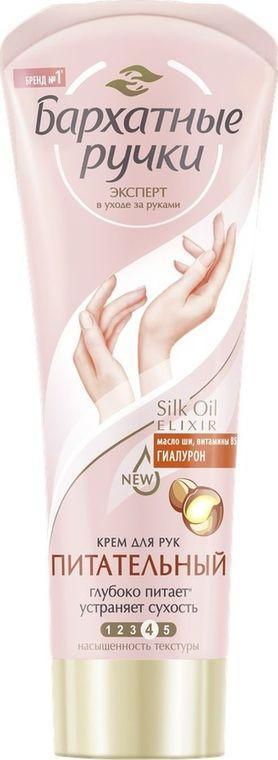 БРЕНД №1*
Бархатные
ручки
ЭКСПЕРТ
в уходе за руками
Silk Oil
ELIXIR
масло ши, витамины B5
ГИАЛУРОН
NEW
КРЕМ ДЛЯ РУК
ПИТАТЕЛЬНЫЙ
глубоко питает
устраняет сухость
1 2 3 4 5
насыщенность текстуры